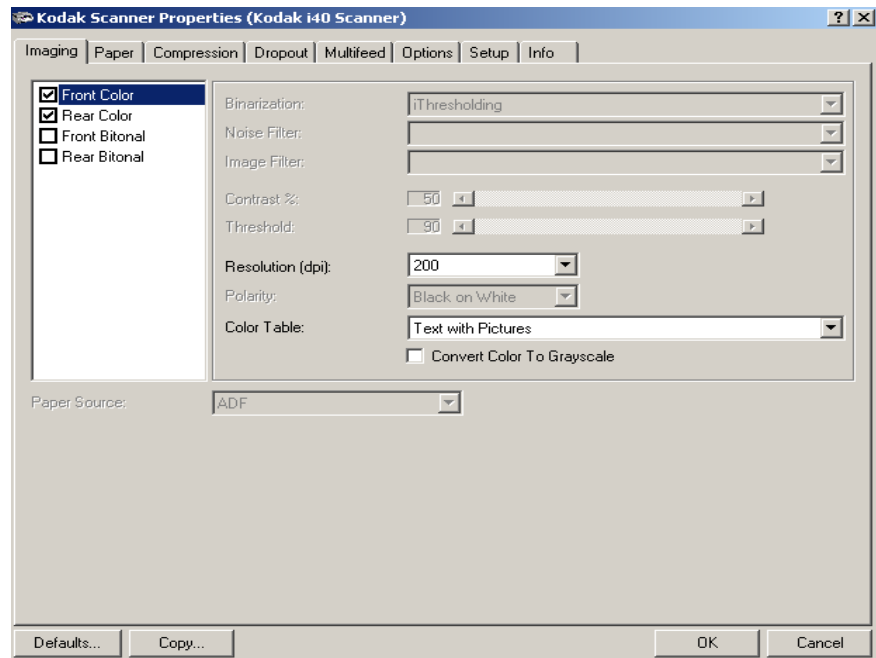 Kodak Scanner Properties (Kodak i40 Scanner)
Imaging Paper Compression Dropout Multifeed Options Setup Info
Front Color
Rear Color
Front Bitonal
Rear Bitonal
Binarization: iThresholding
Noise Filter:
Image Filter:
Contrast %: 50
Threshold: 90
Resolution (dpi): 200
Polarity: Black on White
Color Table: Text with Pictures
Convert Color To Grayscale
Paper Source: ADF
Defaults... Copy... OK Cancel